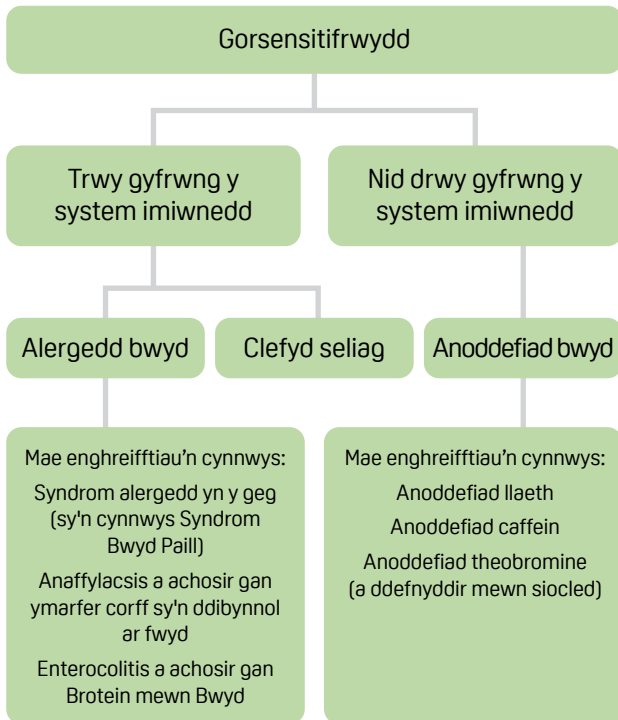 Gorsensitifrwydd
Trwy gyfrwng y
system imiwnedd
Nid drwy gyfrwng y
system imiwnedd
Alergedd bwyd
Clefyd seliag
Anoddefiad bwyd
Mae enghreifftiau'n cynnwys:
Syndrom alergedd yn y geg
(sy'n cynnwys Syndrom
Bwyd Paill)
Anaffylacsis a achosir gan
ymarfer corff sy'n ddibynnol
ar fwyd
Enterocolitis a achosir gan
Brotein mewn Bwyd
Mae enghreifftiau'n cynnwys:
Anoddefiad llaeth
Anoddefiad caffein
Anoddefiad theobromine
(a ddefnyddir mewn siocled)